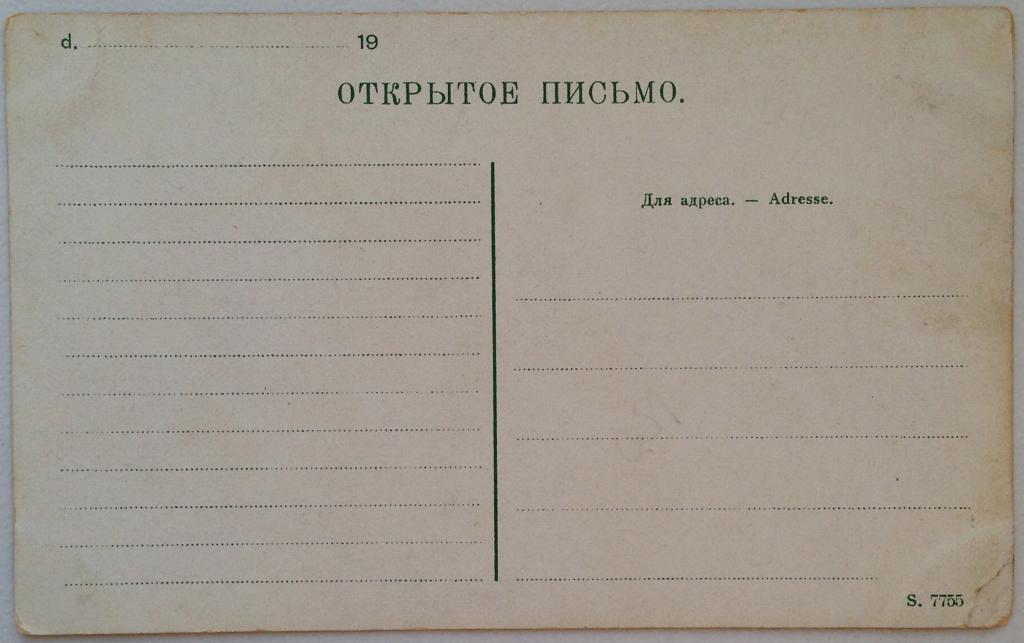 d. 19
ОТКРЫТОЕ ПИСЬМО.
Для адреса. — Adresse.
S. 7755